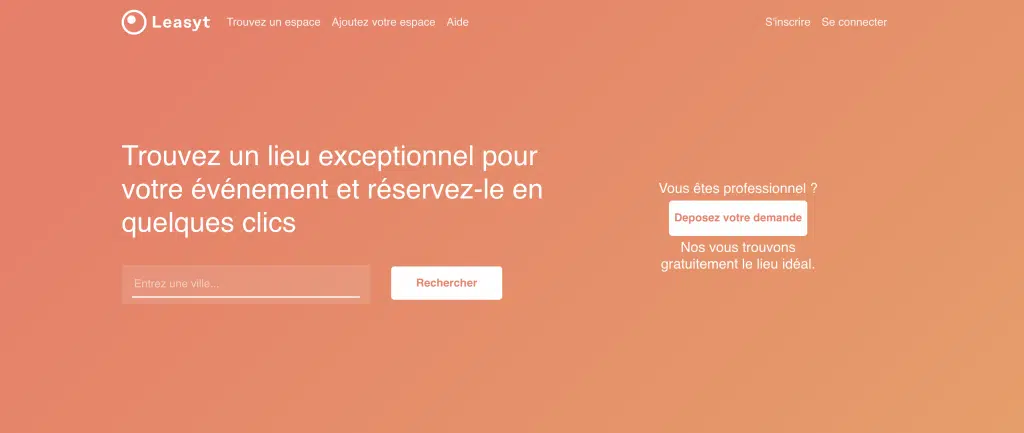 Leasyt
Trouvez un espace
Ajoutez votre espace
Aide
S'inscrire
Se connecter
Trouvez un lieu exceptionnel pour
votre événement et réservez-le en
quelques clics
Entrez une ville...
Rechercher
Vous êtes professionnel ?
Deposez votre demande
Nos vous trouvons
gratuitement le lieu idéal.